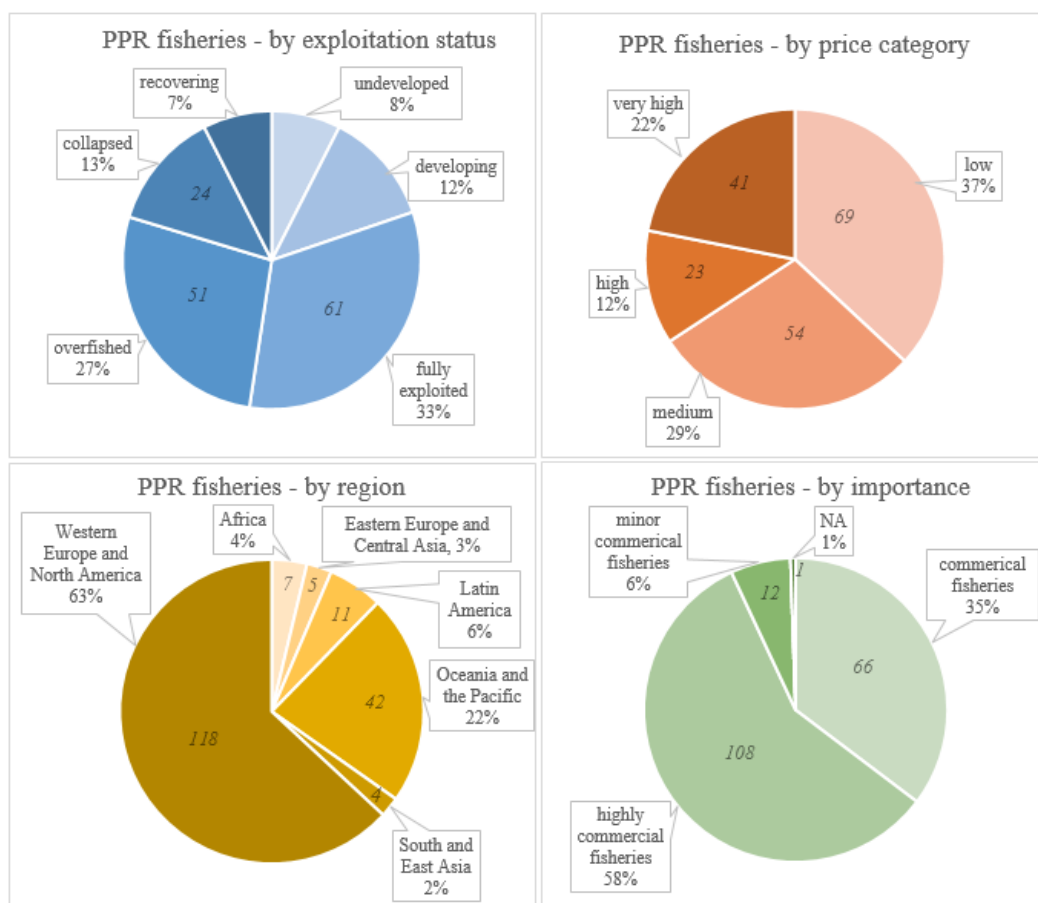 PPR fisheries - by exploitation status
recovering
7%
undeveloped
8%
collapsed
13%
developing
12%
24
51
61
overfished
27%
fully
exploited
33%
PPR fisheries - by price category
very high
22%
low
37%
41
69
high
12%
23
54
medium
29%
PPR fisheries - by region
Western
Europe and
North America
63%
Africa
4%
Eastern Europe and
Central Asia, 3%
7
5
11
Latin
America
6%
Oceania and
the Pacific
22%
42
118
4
South and
East Asia
2%
PPR fisheries - by importance
minor
commerical
fisheries
6%
NA
1%
commerical
fisheries
35%
12
1
66
108
highly
commercial
fisheries
58%